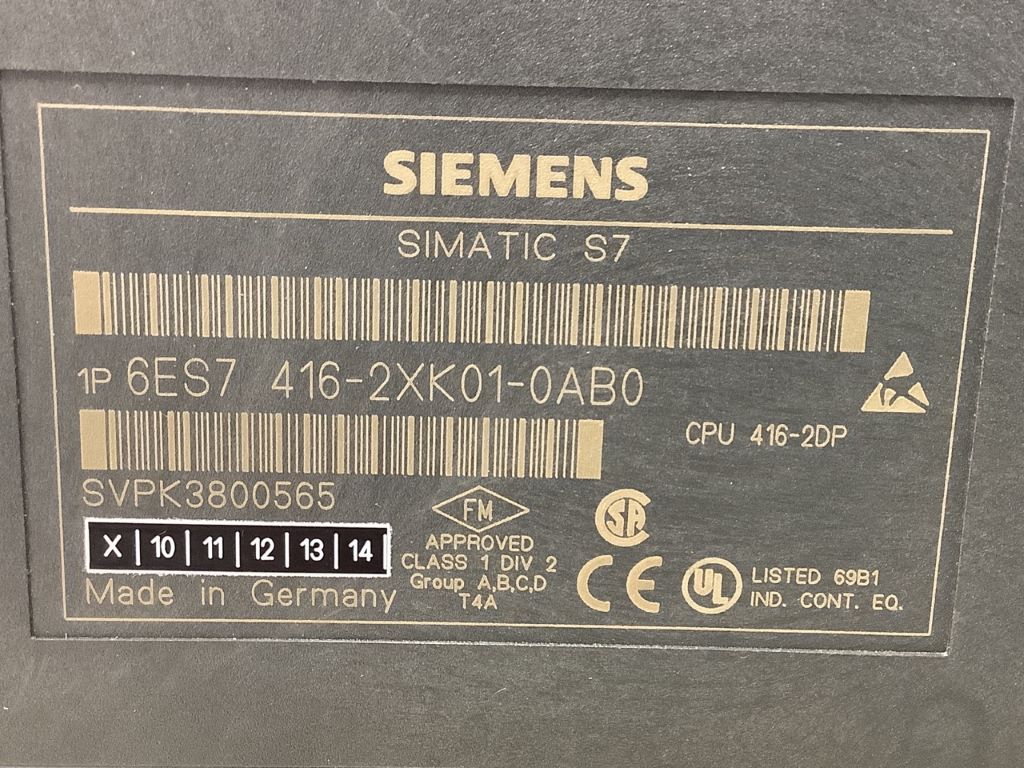 SIEMENS
SIMATIC S7
1P 6ES7 416-2XK01-0AB0
CPU 416-2DP
SVPK3800565
X 10 11 12 13 14
Made in Germany
FM
APPROVED
CLASS 1 DIV 2
Group A,B,C,D
T4A
SA
CE
UL
LISTED 69B1
IND. CONT. EQ.